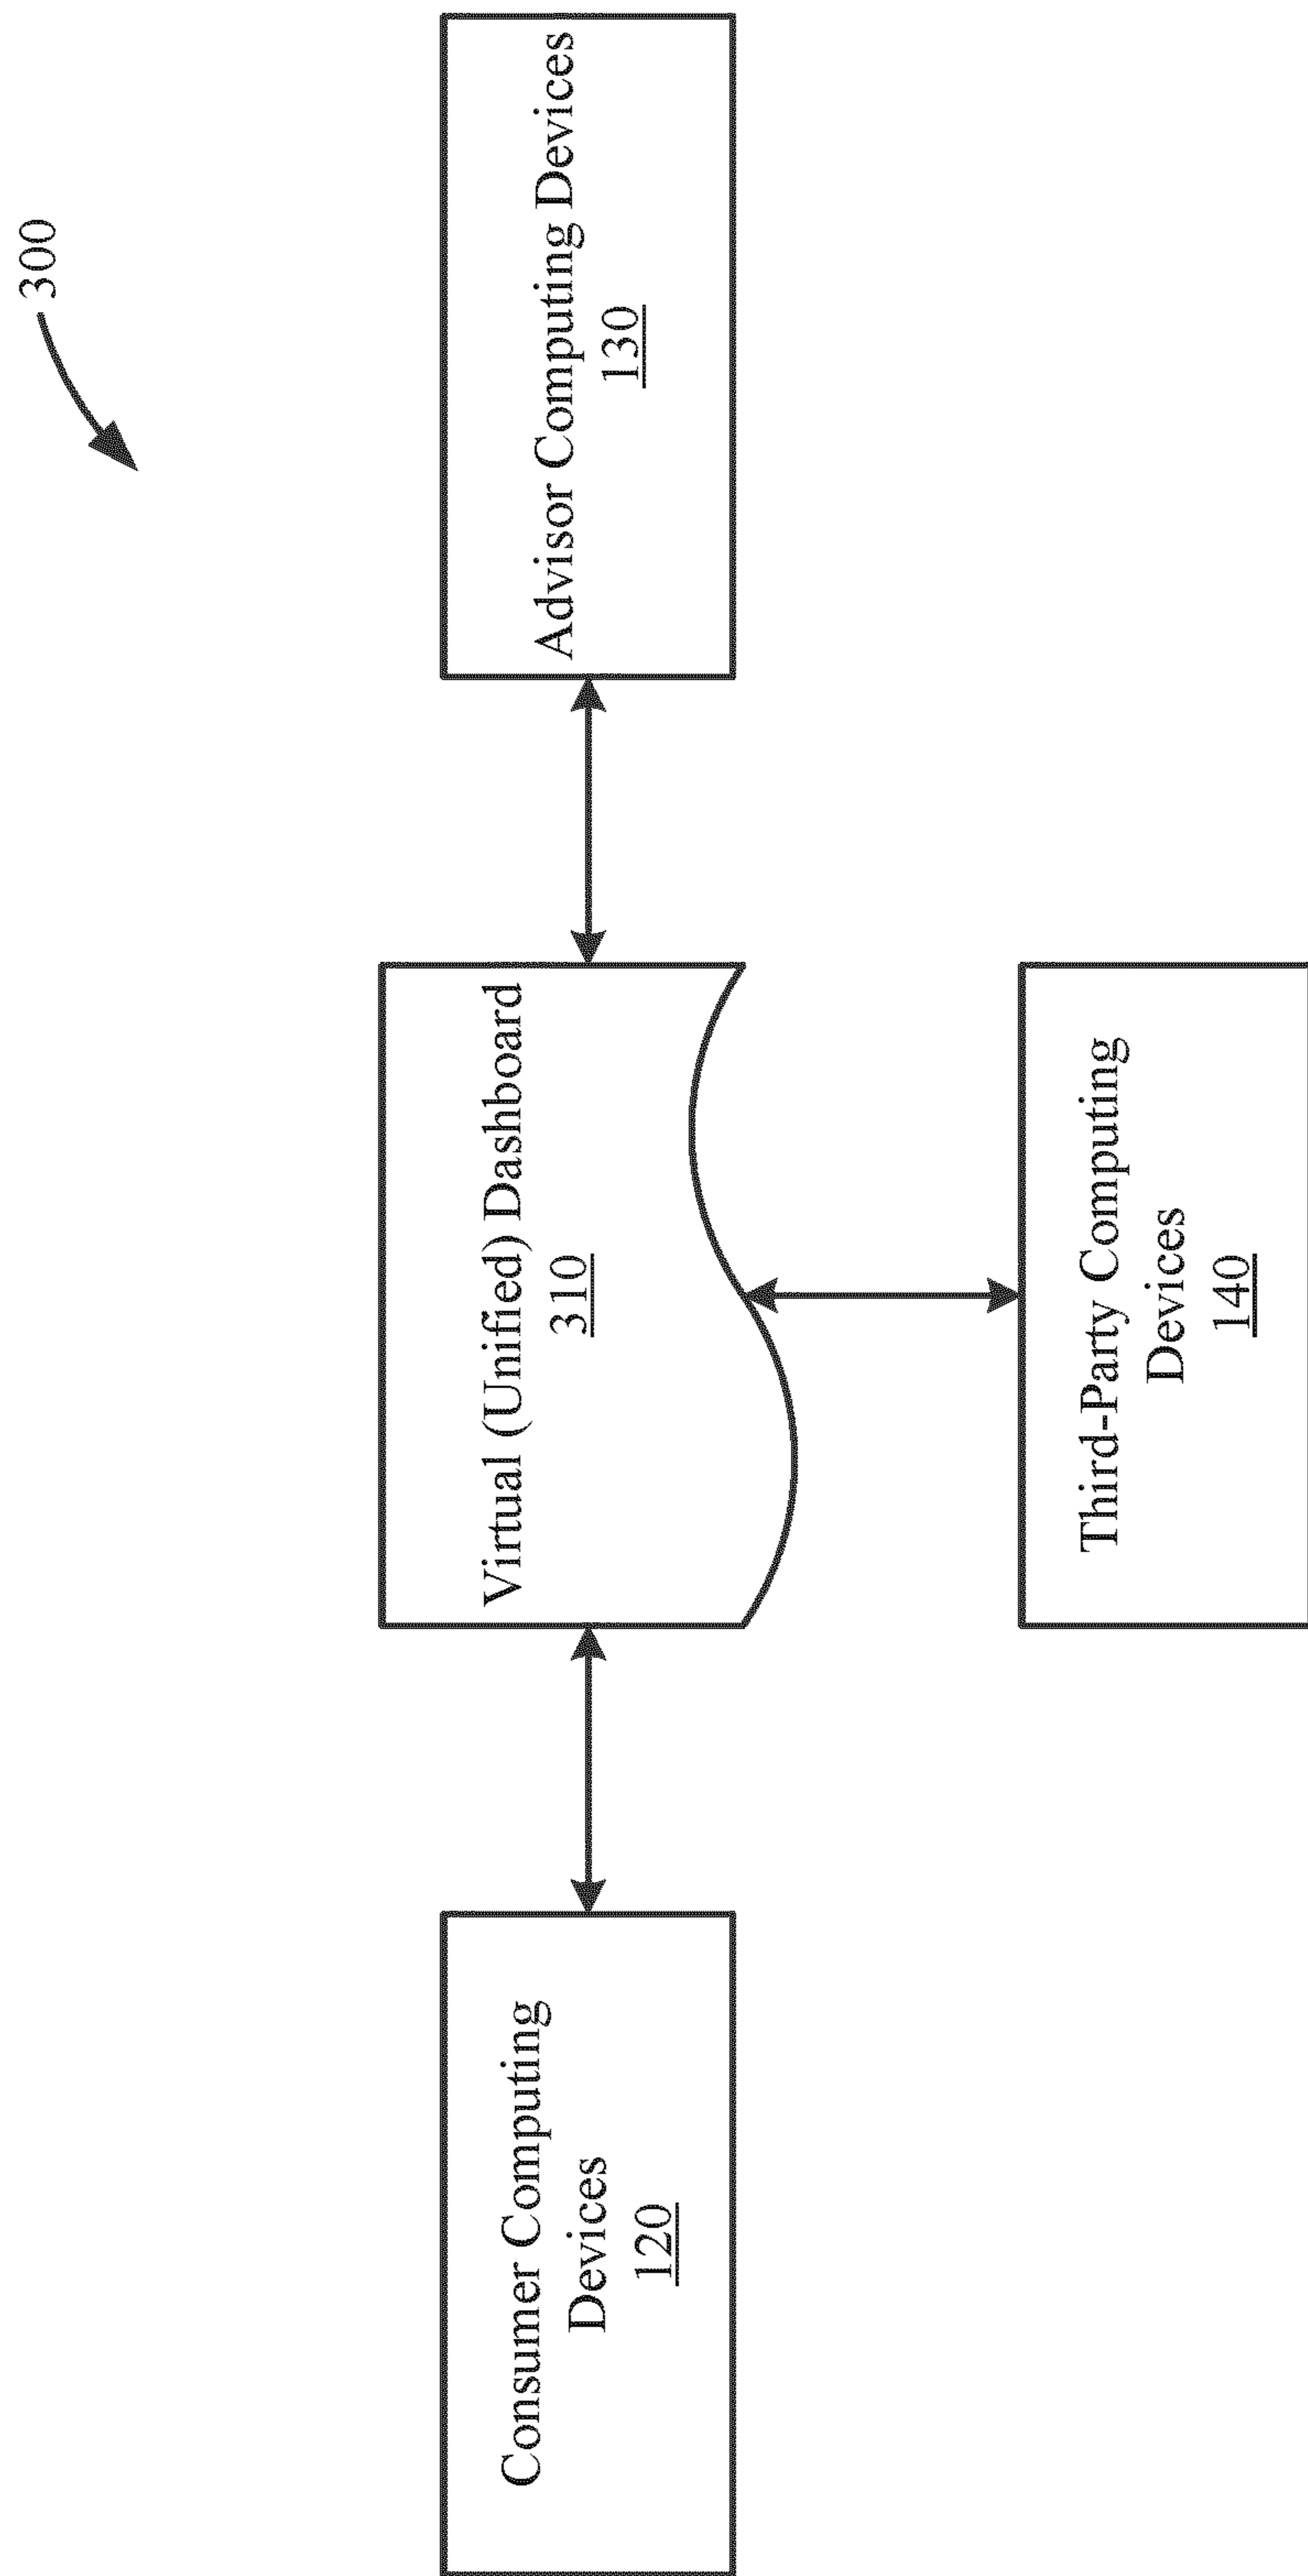 300
Consumer Computing
Devices
120
Virtual (Unified) Dashboard
310
Advisor Computing Devices
130
Third-Party Computing
Devices
140